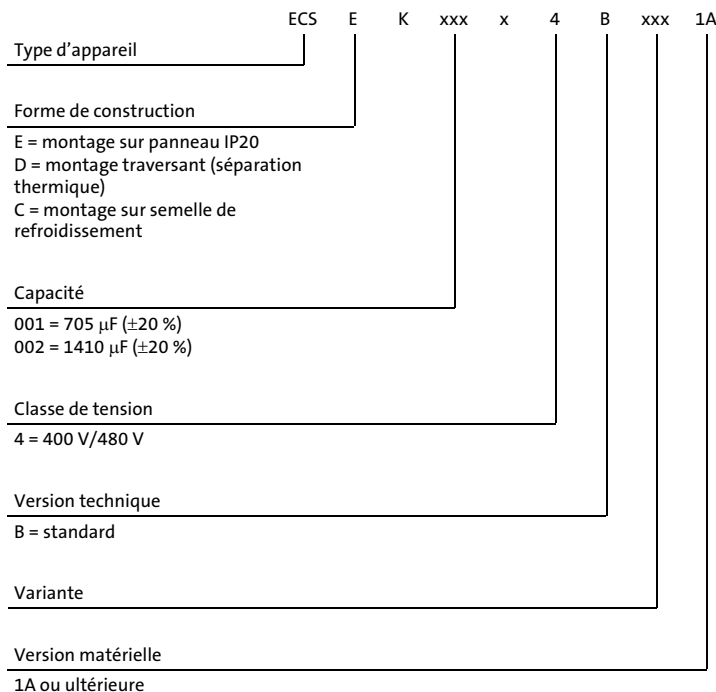 ECS E K xxx x 4 B xxx 1A
Type d'appareil
Forme de construction
E = montage sur panneau IP20
D = montage traversant (séparation
thermique)
C = montage sur semelle de
refroidissement
Capacité
001 = 705 μF (±20 %)
002 = 1410 μF (±20 %)
Classe de tension
4 = 400 V/480 V
Version technique
B = standard
Variante
Version matérielle
1A ou ultérieure